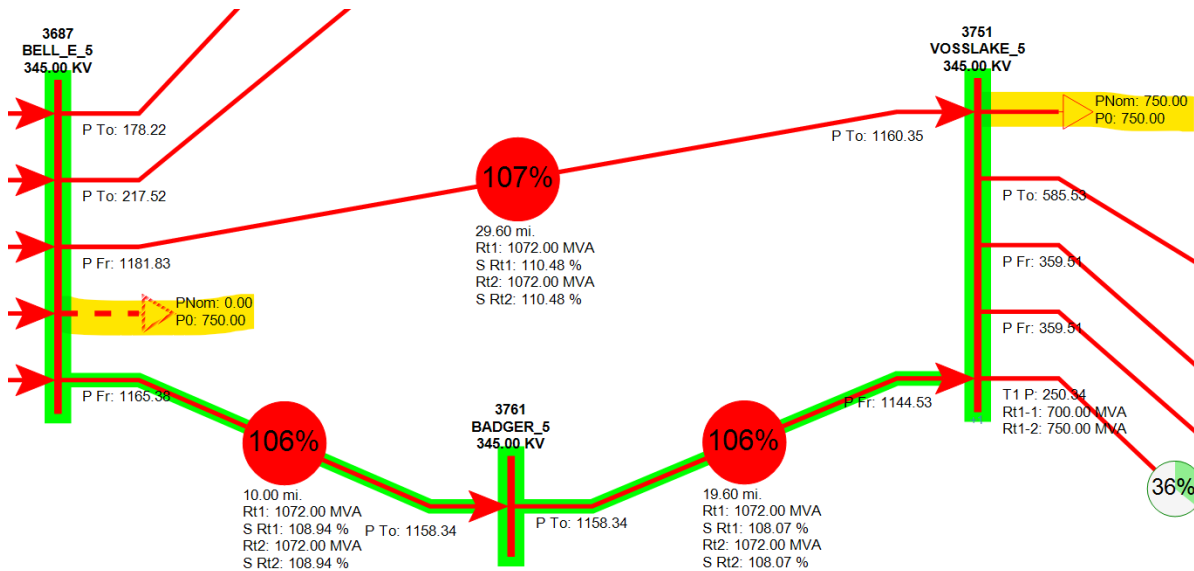 3687
BELL_E_5
345.00 KV
P To: 178.22
P To: 217.52
P Fr: 1181.83
PNom: 0.00
P0: 750.00
P Fr: 1165.38
107%
29.60 mi.
Rt1: 1072.00 MVA
S Rt1: 110.48 %
Rt2: 1072.00 MVA
S Rt2: 110.48 %
106%
10.00 mi.
Rt1: 1072.00 MVA
S Rt1: 108.94 %
Rt2: 1072.00 MVA
S Rt2: 108.94 %
P To: 1158.34
3761
BADGER_5
345.00 KV
P To: 1158.34
106%
19.60 mi.
Rt1: 1072.00 MVA
S Rt1: 108.07 %
Rt2: 1072.00 MVA
S Rt2: 108.07 %
3751
VOSSLAKE_5
345.00 KV
P To: 1160.35
PNom: 750.00
P0: 750.00
P To: 585.53
P Fr: 359.51
P Fr: 359.51
P Fr: 1144.53
T1 P: 250.34
Rt1-1: 700.00 MVA
Rt1-2: 750.00 MVA
36%